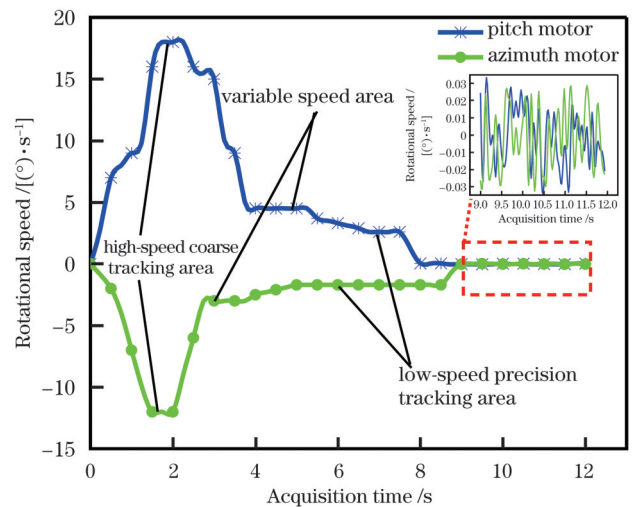 20
15
10
5
0
−5
−10
−15
Rotational speed /[(°)·s⁻¹]
0
2
4
6
8
10
12
Acquisition time /s
pitch motor
azimuth motor
variable speed area
high-speed coarse
tracking area
low-speed precision
tracking area
0.03
0.02
0.01
0
−0.01
−0.02
−0.03
Rotational speed /
[(°)·s⁻¹]
9.0
9.5
10.0
10.5
11.0
11.5
12.0
Acquisition time /s